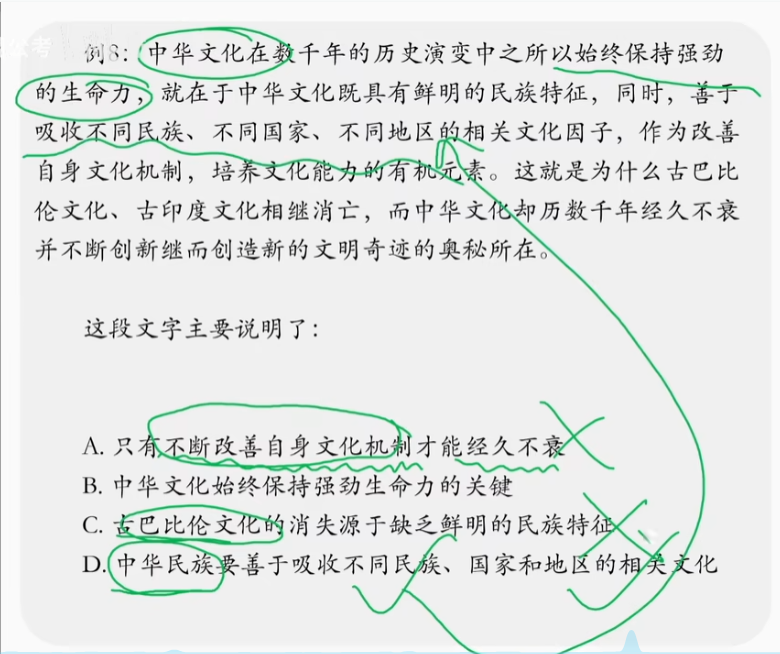 例8：中华文化在数千年的历史演变中之所以始终保持强劲
的生命力，就在于中华文化既具有鲜明的民族特征，同时，善于
吸收不同民族、不同国家、不同地区的相关文化因子，作为改善
自身文化机制，培养文化能力的有机元素。这就是为什么古巴比
伦文化、古印度文化相继消亡，而中华文化却历数千年经久不衰
并不断创新继而创造新的文明奇迹的奥秘所在。
这段文字主要说明了：
A. 只有不断改善自身文化机制才能经久不衰
B. 中华文化始终保持强劲生命力的关键
C. 古巴比伦文化的消失源于缺乏鲜明的民族特征
D. 中华民族要善于吸收不同民族、国家和地区的相关文化